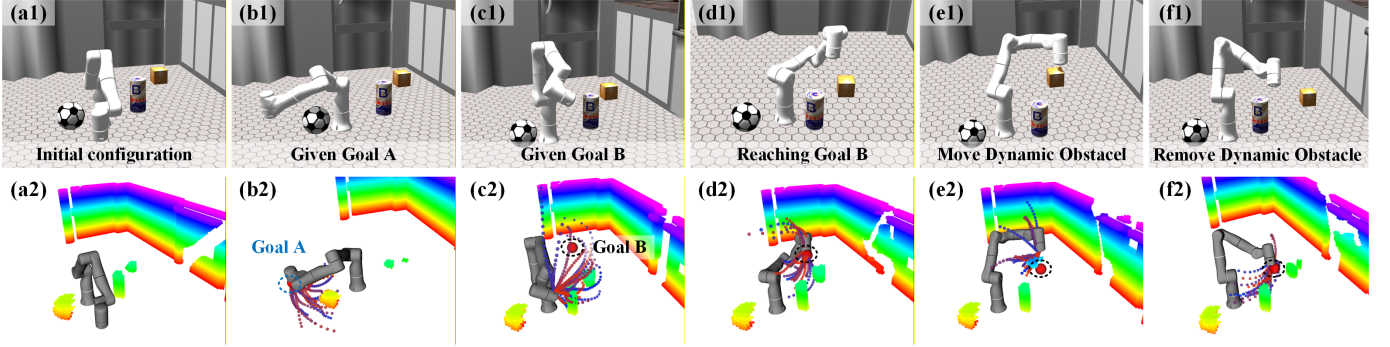 (a1)
Initial configuration
(b1)
Given Goal A
(c1)
Given Goal B
(d1)
Reaching Goal B
(e1)
Move Dynamic Obstacel
(f1)
Remove Dynamic Obstacle
(a2)
(b2)
Goal A
(c2)
Goal B
(d2)
(e2)
(f2)